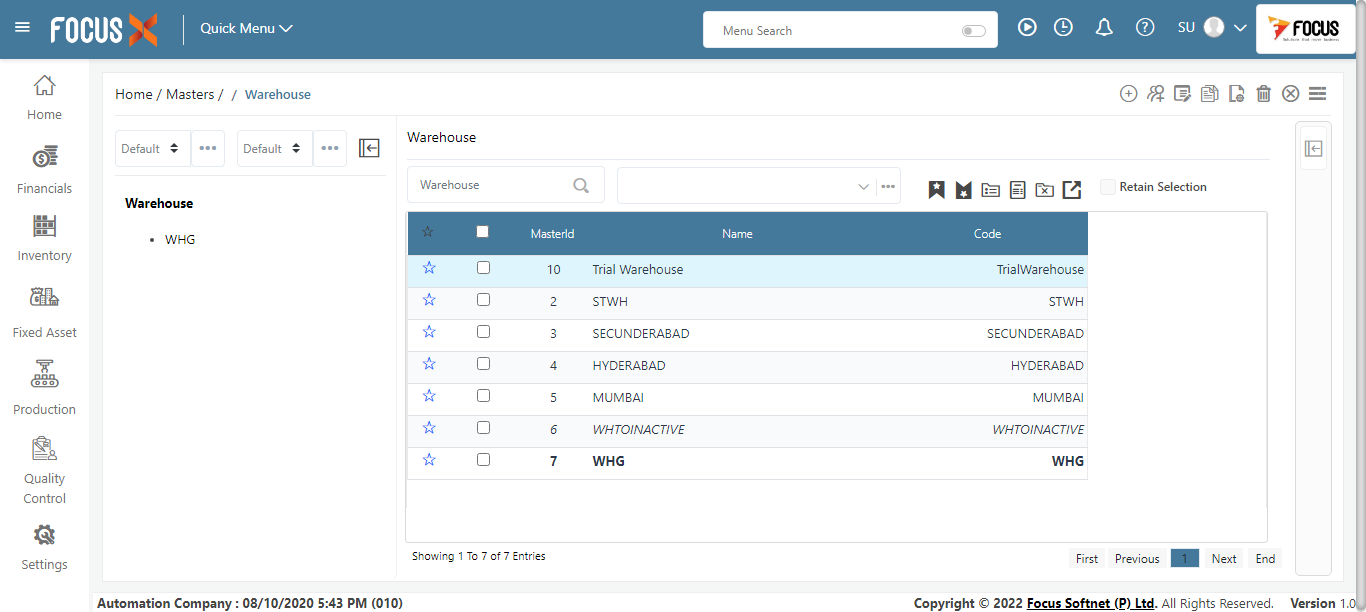 FOCUS X
Quick Menu
Menu Search
SU
FOCUS
Home
Financials
Inventory
Fixed Asset
Production
Quality
Control
Settings
Home / Masters / / Warehouse
Default
Default
Warehouse
WHG
Warehouse
Warehouse
Retain Selection
MasterId Name Code
10 Trial Warehouse TrialWarehouse
2 STWH STWH
3 SECUNDERABAD SECUNDERABAD
4 HYDERABAD HYDERABAD
5 MUMBAI MUMBAI
6 WHTOINACTIVE WHTOINACTIVE
7 WHG WHG
Showing 1 To 7 of 7 Entries
First Previous 1 Next End
Automation Company : 08/10/2020 5:43 PM (010)
Copyright © 2022 Focus Softnet (P) Ltd. All Rights Reserved. Version 1.0